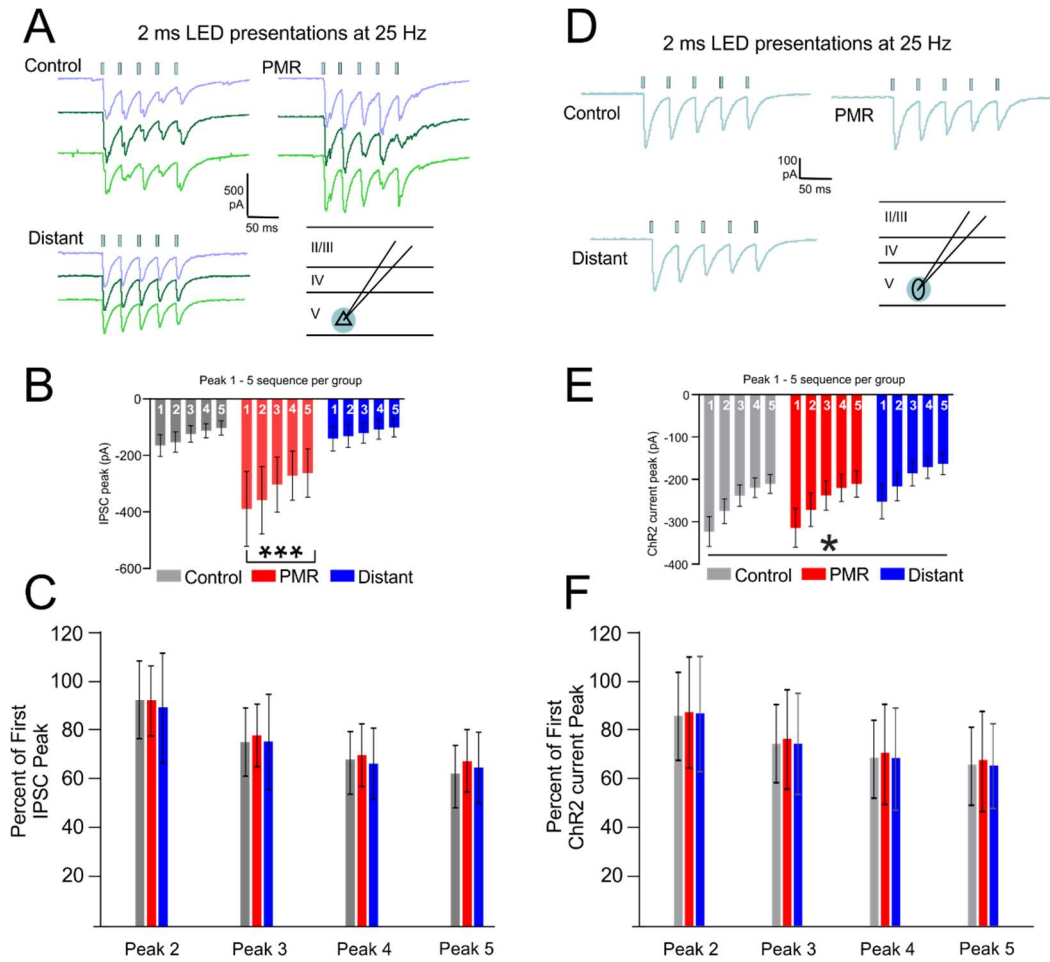 A
2 ms LED presentations at 25 Hz
Control
PMR
500
pA
50 ms
Distant
II/III
IV
V
B
Peak 1 - 5 sequence per group
0
-200
-400
-600
IPSC peak (pA)
1 2 3 4 5
1 2 3 4 5
1 2 3 4 5
***
Control PMR Distant
C
120
100
80
60
40
20
Percent of First
IPSC Peak
Peak 2 Peak 3 Peak 4 Peak 5
D
2 ms LED presentations at 25 Hz
Control
PMR
100
pA
50 ms
Distant
II/III
IV
V
E
Peak 1 - 5 sequence per group
0
-100
-200
-300
-400
ChR2 current peak (pA)
1 2 3 4 5
1 2 3 4 5
1 2 3 4 5
*
Control PMR Distant
F
120
100
80
60
40
20
Percent of First
ChR2 current Peak
Peak 2 Peak 3 Peak 4 Peak 5